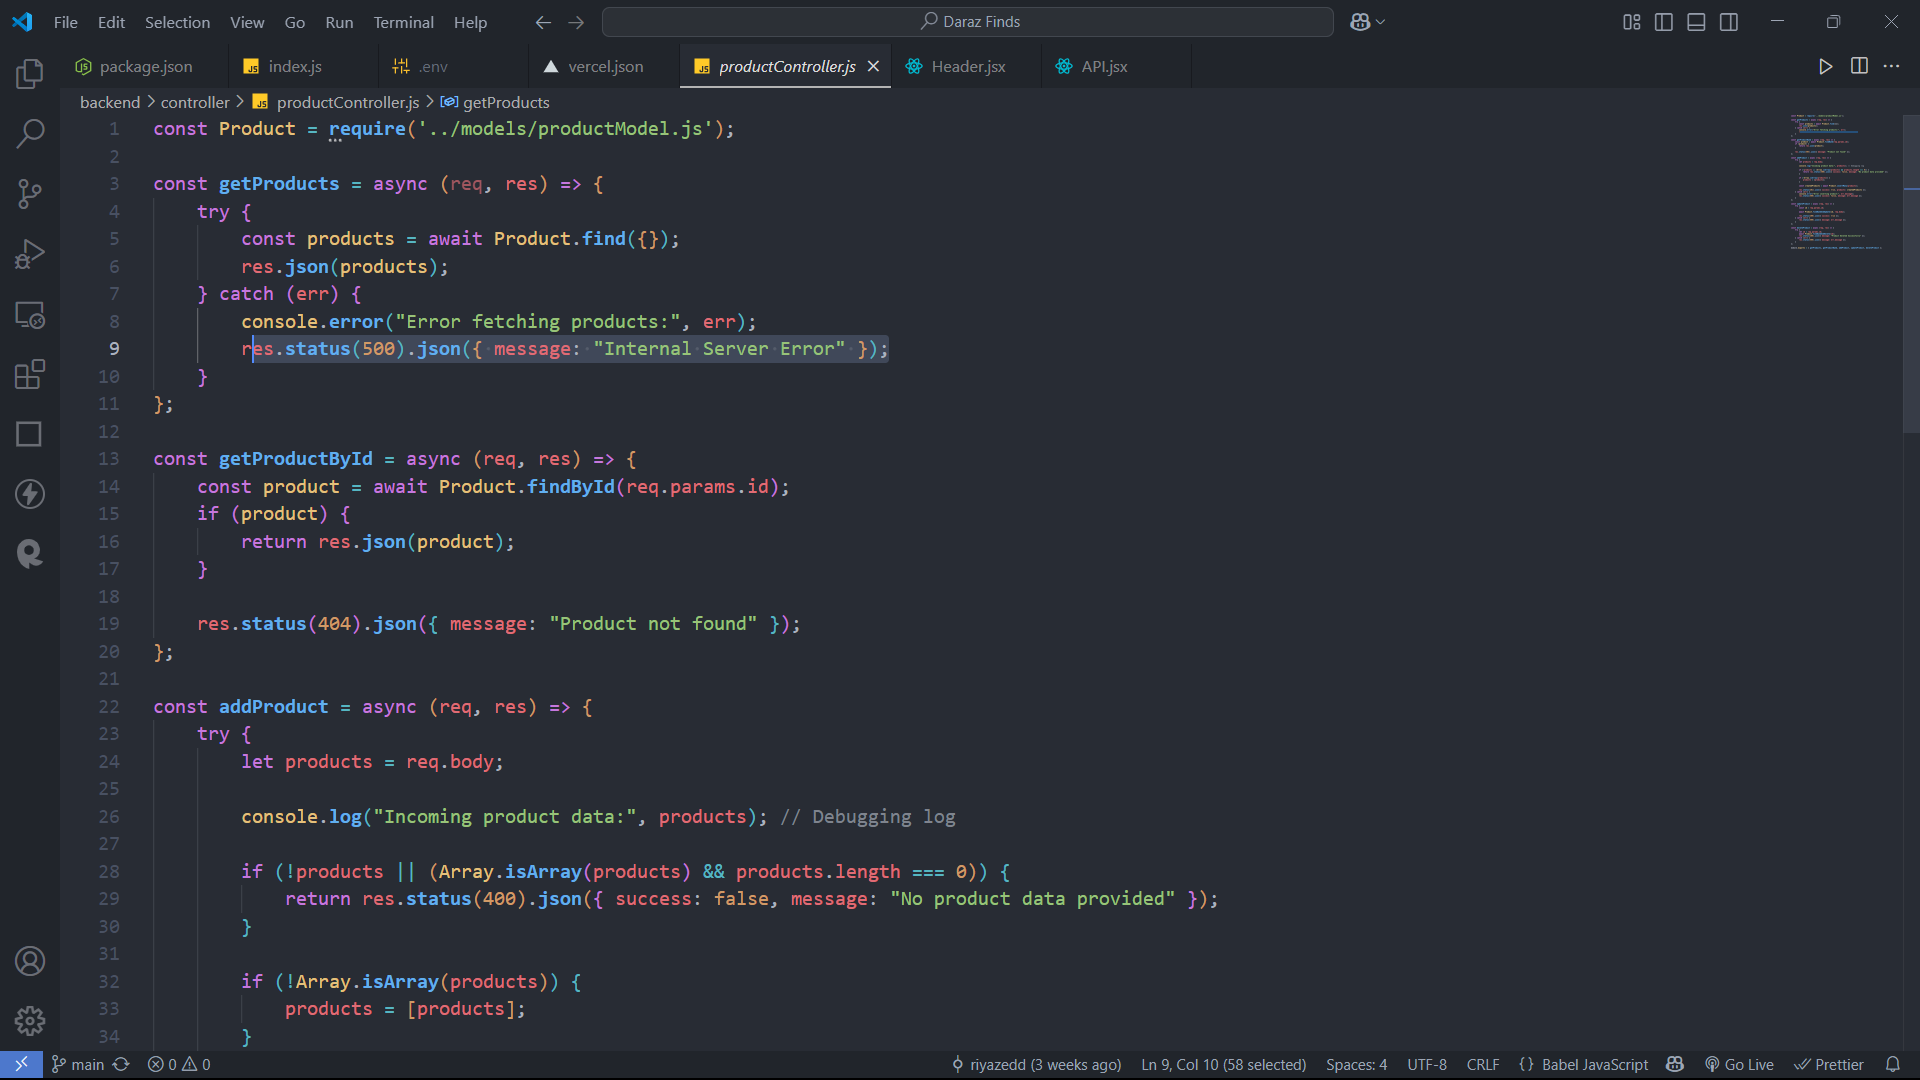 File Edit Selection View Go Run Terminal Help
Daraz Finds
package.json index.js .env vercel.json productController.js Header.jsx API.jsx
backend > controller > productController.js > getProducts
1 const Product = require('../models/productModel.js');
2
3 const getProducts = async (req, res) => {
4     try {
5         const products = await Product.find({});
6         res.json(products);
7     } catch (err) {
8         console.error("Error fetching products:", err);
9         res.status(500).json({ message: "Internal Server Error" });
10     }
11 };
12
13 const getProductById = async (req, res) => {
14     const product = await Product.findById(req.params.id);
15     if (product) {
16         return res.json(product);
17     }
18
19     res.status(404).json({ message: "Product not found" });
20 };
21
22 const addProduct = async (req, res) => {
23     try {
24         let products = req.body;
25
26         console.log("Incoming product data:", products); // Debugging log
27
28         if (!products || (Array.isArray(products) && products.length === 0)) {
29             return res.status(400).json({ success: false, message: "No product data provided" });
30         }
31
32         if (!Array.isArray(products)) {
33             products = [products];
34         }
main 0 0 riyazedd (3 weeks ago) Ln 9, Col 10 (58 selected) Spaces: 4 UTF-8 CRLF {} Babel JavaScript Go Live Prettier